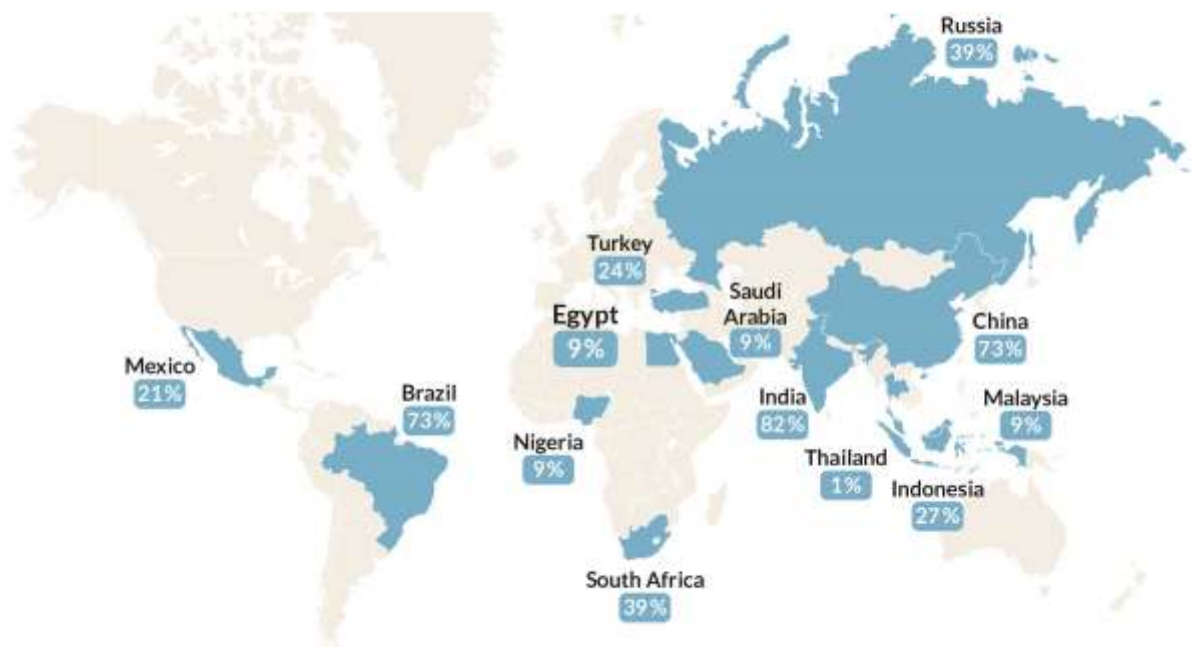 Russia
39%
Turkey
24%
Saudi
Arabia
9%
Egypt
9%
China
73%
Mexico
21%
Brazil
73%
India
82%
Malaysia
9%
Nigeria
9%
Thailand
1%
Indonesia
27%
South Africa
39%